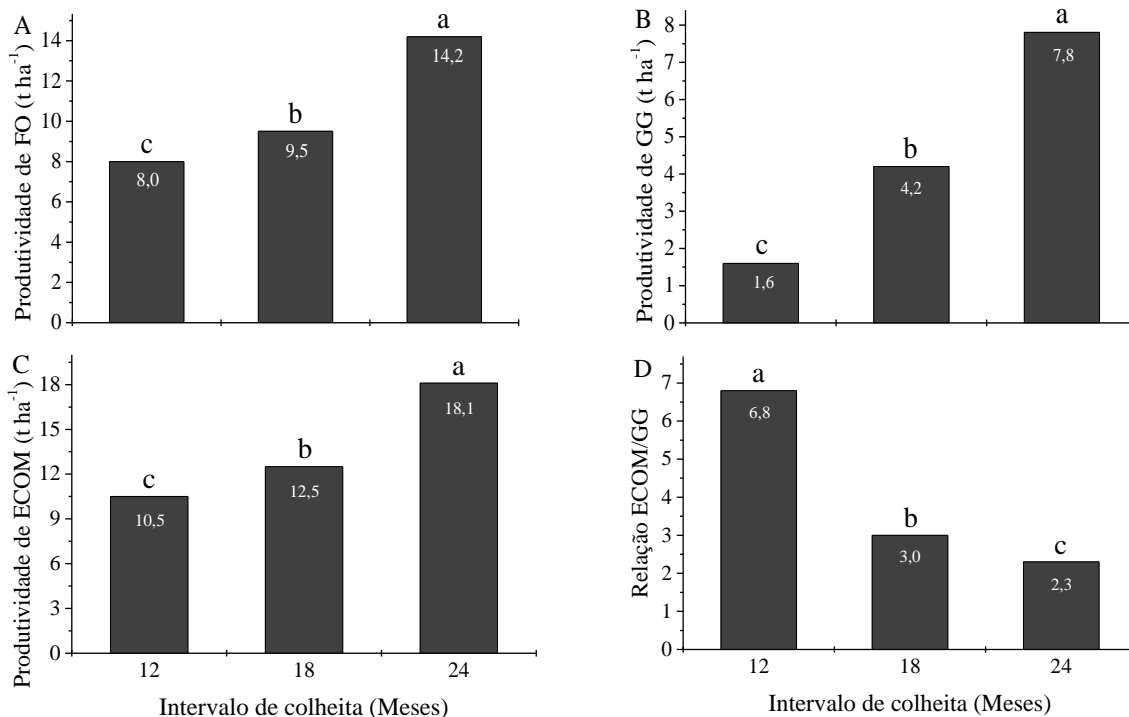 A
Produtividade de FO (t ha⁻¹)
14
12
10
8
6
4
2
0
c
8,0
b
9,5
a
14,2
B
Produtividade de GG (t ha⁻¹)
8
7
6
5
4
3
2
1
0
c
1,6
b
4,2
a
7,8
C
Produtividade de ECOM (t ha⁻¹)
18
15
12
9
6
3
0
c
10,5
b
12,5
a
18,1
12
18
24
Intervalo de colheita (Meses)
D
Relação ECOM/GG
7
6
5
4
3
2
1
0
a
6,8
b
3,0
c
2,3
12
18
24
Intervalo de colheita (Meses)